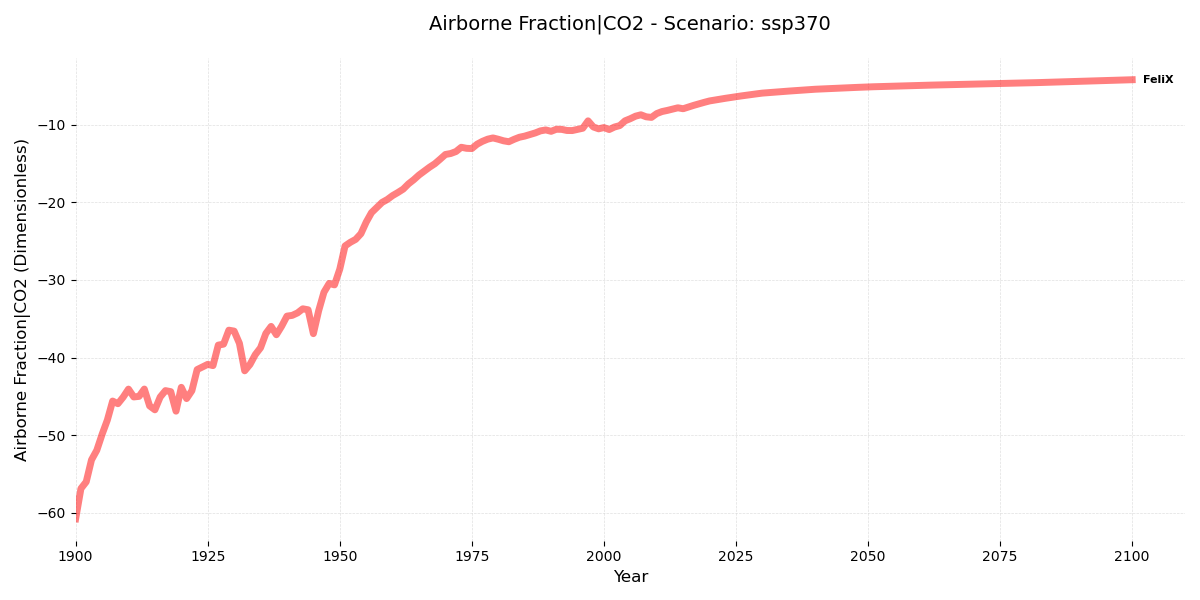 Airborne Fraction|CO2 - Scenario: ssp370
Airborne Fraction|CO2 (Dimensionless)
−10
−20
−30
−40
−50
−60
FeliX
1900 1925 1950 1975 2000 2025 2050 2075 2100
Year